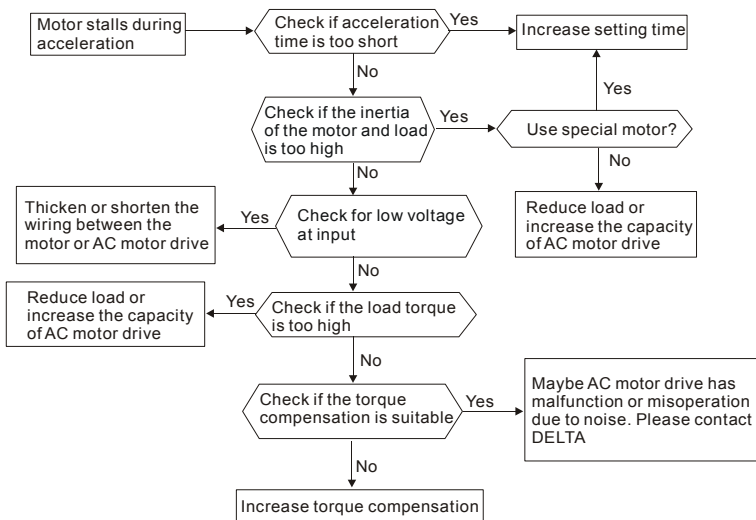 Motor stalls during
acceleration
Check if acceleration
time is too short
Yes
Increase setting time
No
Yes
Check if the inertia
of the motor and load
is too high
Yes
Use special motor?
No
No
Thicken or shorten the
wiring between the
motor or AC motor drive
Yes
Check for low voltage
at input
Reduce load or
increase the capacity
of AC motor drive
No
Reduce load or
increase the capacity
of AC motor drive
Yes
Check if the load torque
is too high
No
Check if the torque
compensation is suitable
Yes
Maybe AC motor drive has
malfunction or misoperation
due to noise. Please contact
DELTA
No
Increase torque compensation